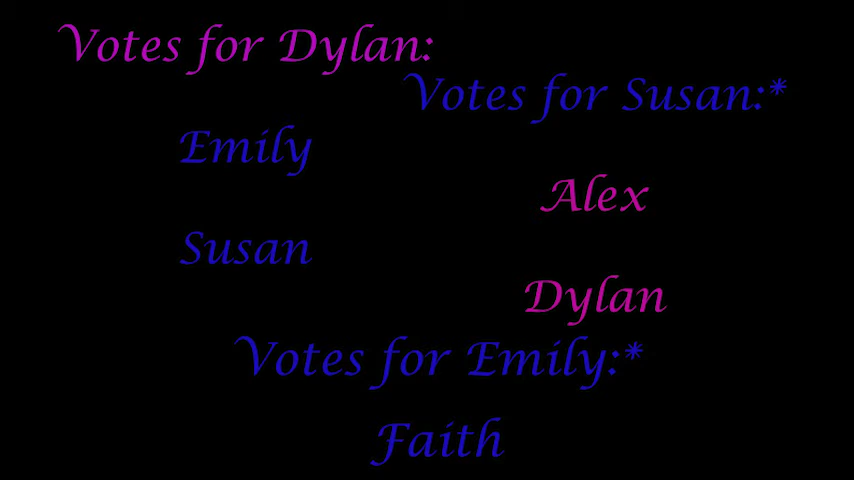 Votes for Dylan:
Emily
Susan
Votes for Susan:*
Alex
Dylan
Votes for Emily:*
Faith